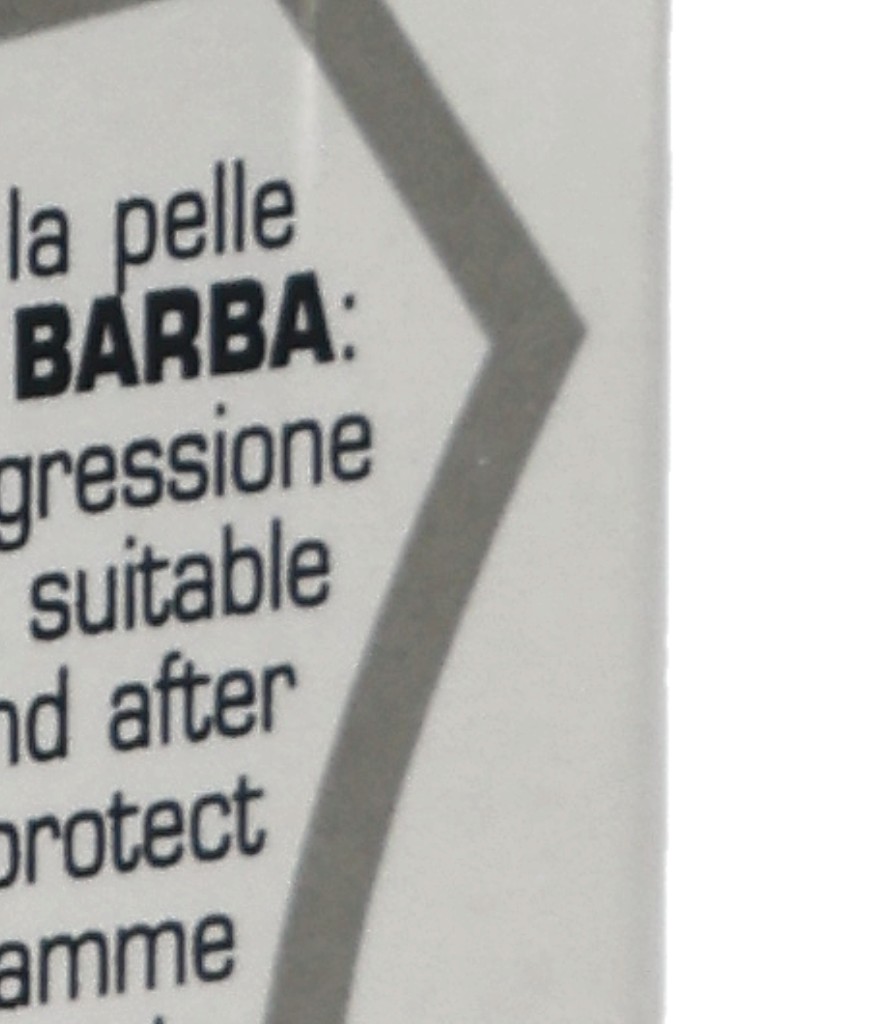 la pelle
BARBA:
gressione
suitable
nd after
protect
amme